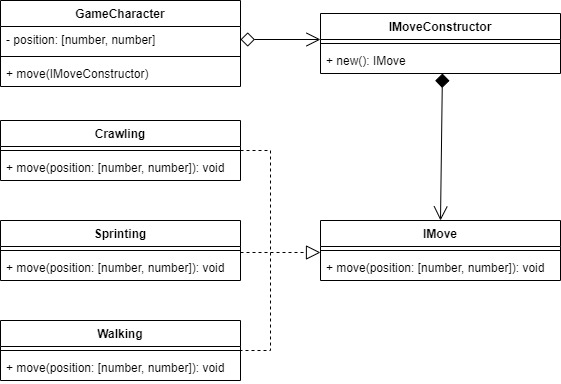 GameCharacter
- position: [number, number]
+ move(IMoveConstructor)
IMoveConstructor
+ new(): IMove
Crawling
+ move(position: [number, number]): void
Sprinting
+ move(position: [number, number]): void
IMove
+ move(position: [number, number]): void
Walking
+ move(position: [number, number]): void